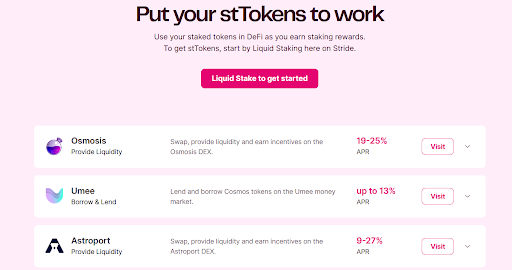 Put your stTokens to work
Use your staked tokens in DeFi as you earn staking rewards.
To get stTokens, start by Liquid Staking here on Stride.
Liquid Stake to get started
Osmosis
Provide Liquidity
Swap, provide liquidity and earn incentives on the
Osmosis DEX.
19-25%
APR
Visit
Umee
Borrow & Lend
Lend and borrow Cosmos tokens on the Umee money
market.
up to 13%
APR
Visit
Astroport
Provide Liquidity
Swap, provide liquidity and earn incentives on the
Astroport DEX.
9-27%
APR
Visit